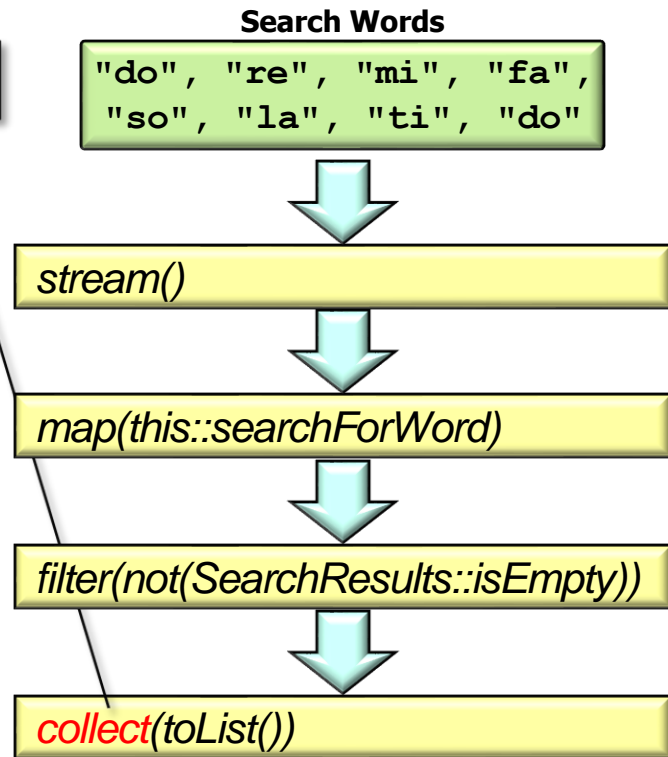 Search Words
"do", "re", "mi", "fa",
"so", "la", "ti", "do"
stream()
map(this::searchForWord)
filter(not(SearchResults::isEmpty))
collect(toList())